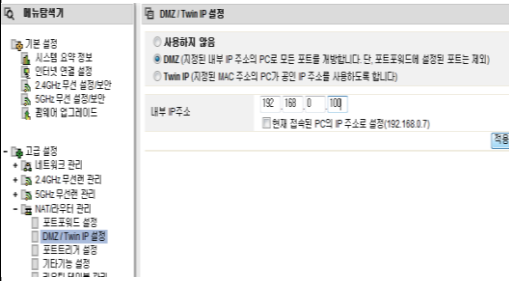 메뉴탐색기
기본 설정
시스템 요약 정보
인터넷 연결 설정
2.4GHz 무선 설정/보안
5GHz 무선 설정/보안
펌웨어 업그레이드
고급 설정
네트워크 관리
2.4GHz 무선랜 관리
5GHz 무선랜 관리
NAT/라우터 관리
포트포워드 설정
DMZ / Twin IP 설정
포트트리거 설정
기타기능 설정
라우팅 테이블 관리
DMZ / Twin IP 설정
사용하지 않음
DMZ (지정된 내부 IP 주소의 PC로 모든 포트를 개방합니다. 단, 포트포워드에 설정된 포트는 제외)
Twin IP (지정된 MAC 주소의 PC가 공인 IP 주소를 사용하도록 합니다)
내부 IP주소
192 . 168 . 0 . 100
현재 접속된 PC의 IP 주소로 설정(192.168.0.7)
적용